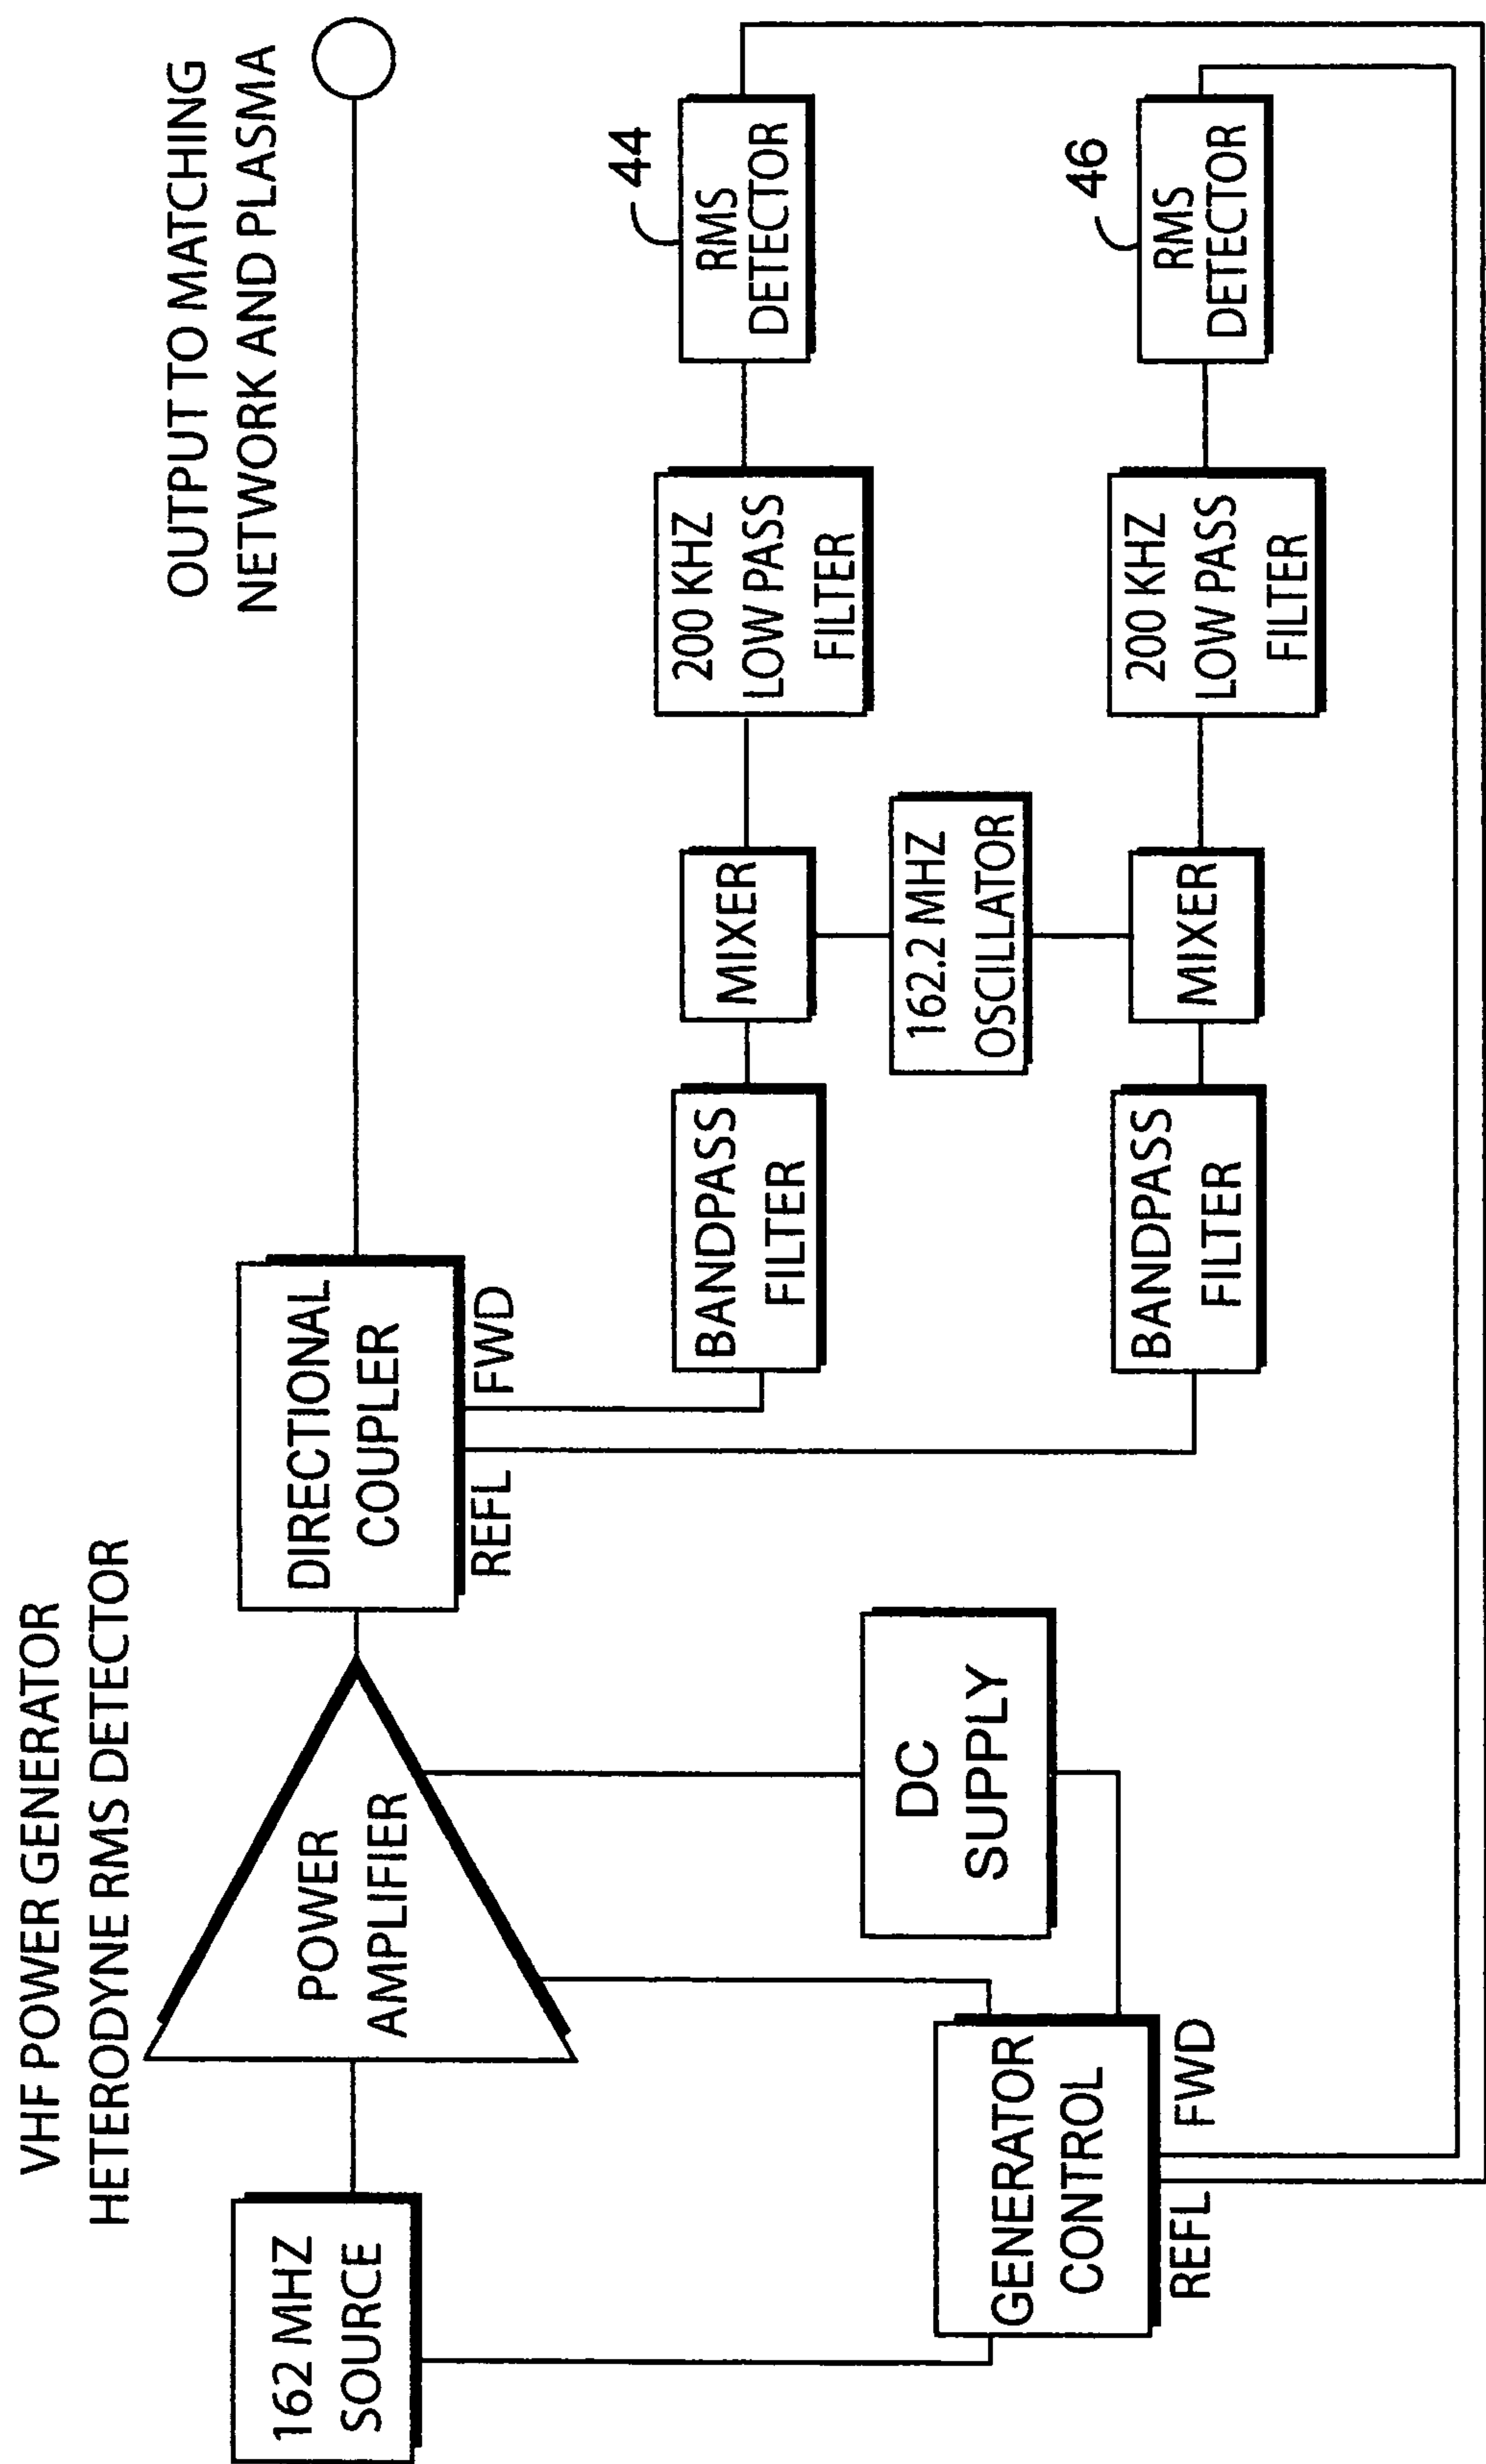 VHF POWER GENERATOR
HETERODYNE RMS DETECTOR
OUTPUT TO MATCHING
NETWORK AND PLASMA
162 MHZ
SOURCE
POWER
AMPLIFIER
DIRECTIONAL
COUPLER
REFL
FWD
44
BANDPASS
FILTER
MIXER
200 KHZ
LOW PASS
FILTER
RMS
DETECTOR
DC
SUPPLY
162.2 MHZ
OSCILLATOR
GENERATOR
CONTROL
REFL
FWD
46
BANDPASS
FILTER
MIXER
200 KHZ
LOW PASS
FILTER
RMS
DETECTOR